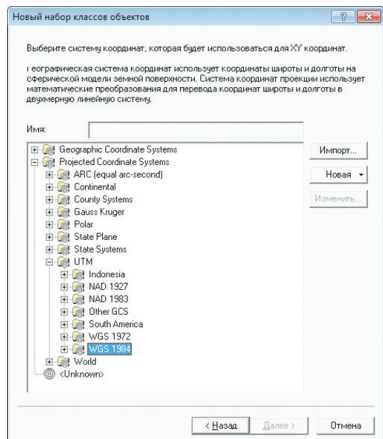 Новый набор классов объектов
Выберите систему координат, которая будет использоваться для XY координат.
Географическая система координат использует координаты широты и долготы на
сферической модели земной поверхности. Система координат проекции использует
математические преобразования для перевода координат широты и долготы в
двухмерную линейную систему.
Имя:
Geographic Coordinate Systems
Импорт...
Projected Coordinate Systems
ARC (equal arc-second)
Новая
Continental
County Systems
Изменить...
Gauss Kruger
Polar
State Plane
State Systems
UTM
Indonesia
NAD 1927
NAD 1983
Other GCS
South America
WGS 1972
WGS 1984
World
<Unknown>
< Назад
Далее >
Отмена